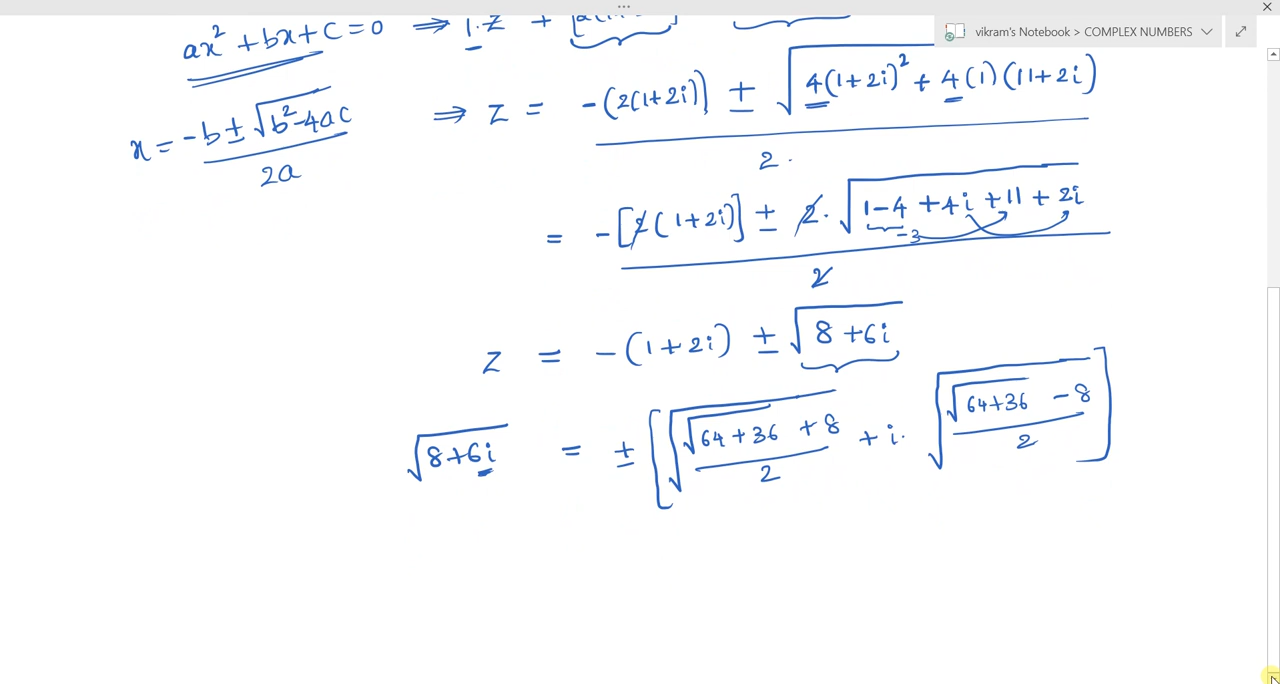 vikram's Notebook > COMPLEX NUMBERS
ax² + bx + c = 0 ⇒ 1·z +
x = (-b ± √(b² - 4ac)) / 2a
⇒ z = (-(2(1+2i)) ± √(4(1+2i)² + 4(1)(11+2i))) / 2.
= (-[2(1+2i)] ± 2·√(1-4 + 4i + 11 + 2i)) / 2
-3
z = -(1+2i) ± √(8+6i)
√(8+6i) = ± [√((√(64+36) + 8) / 2) + i·√((√(64+36) - 8) / 2)]